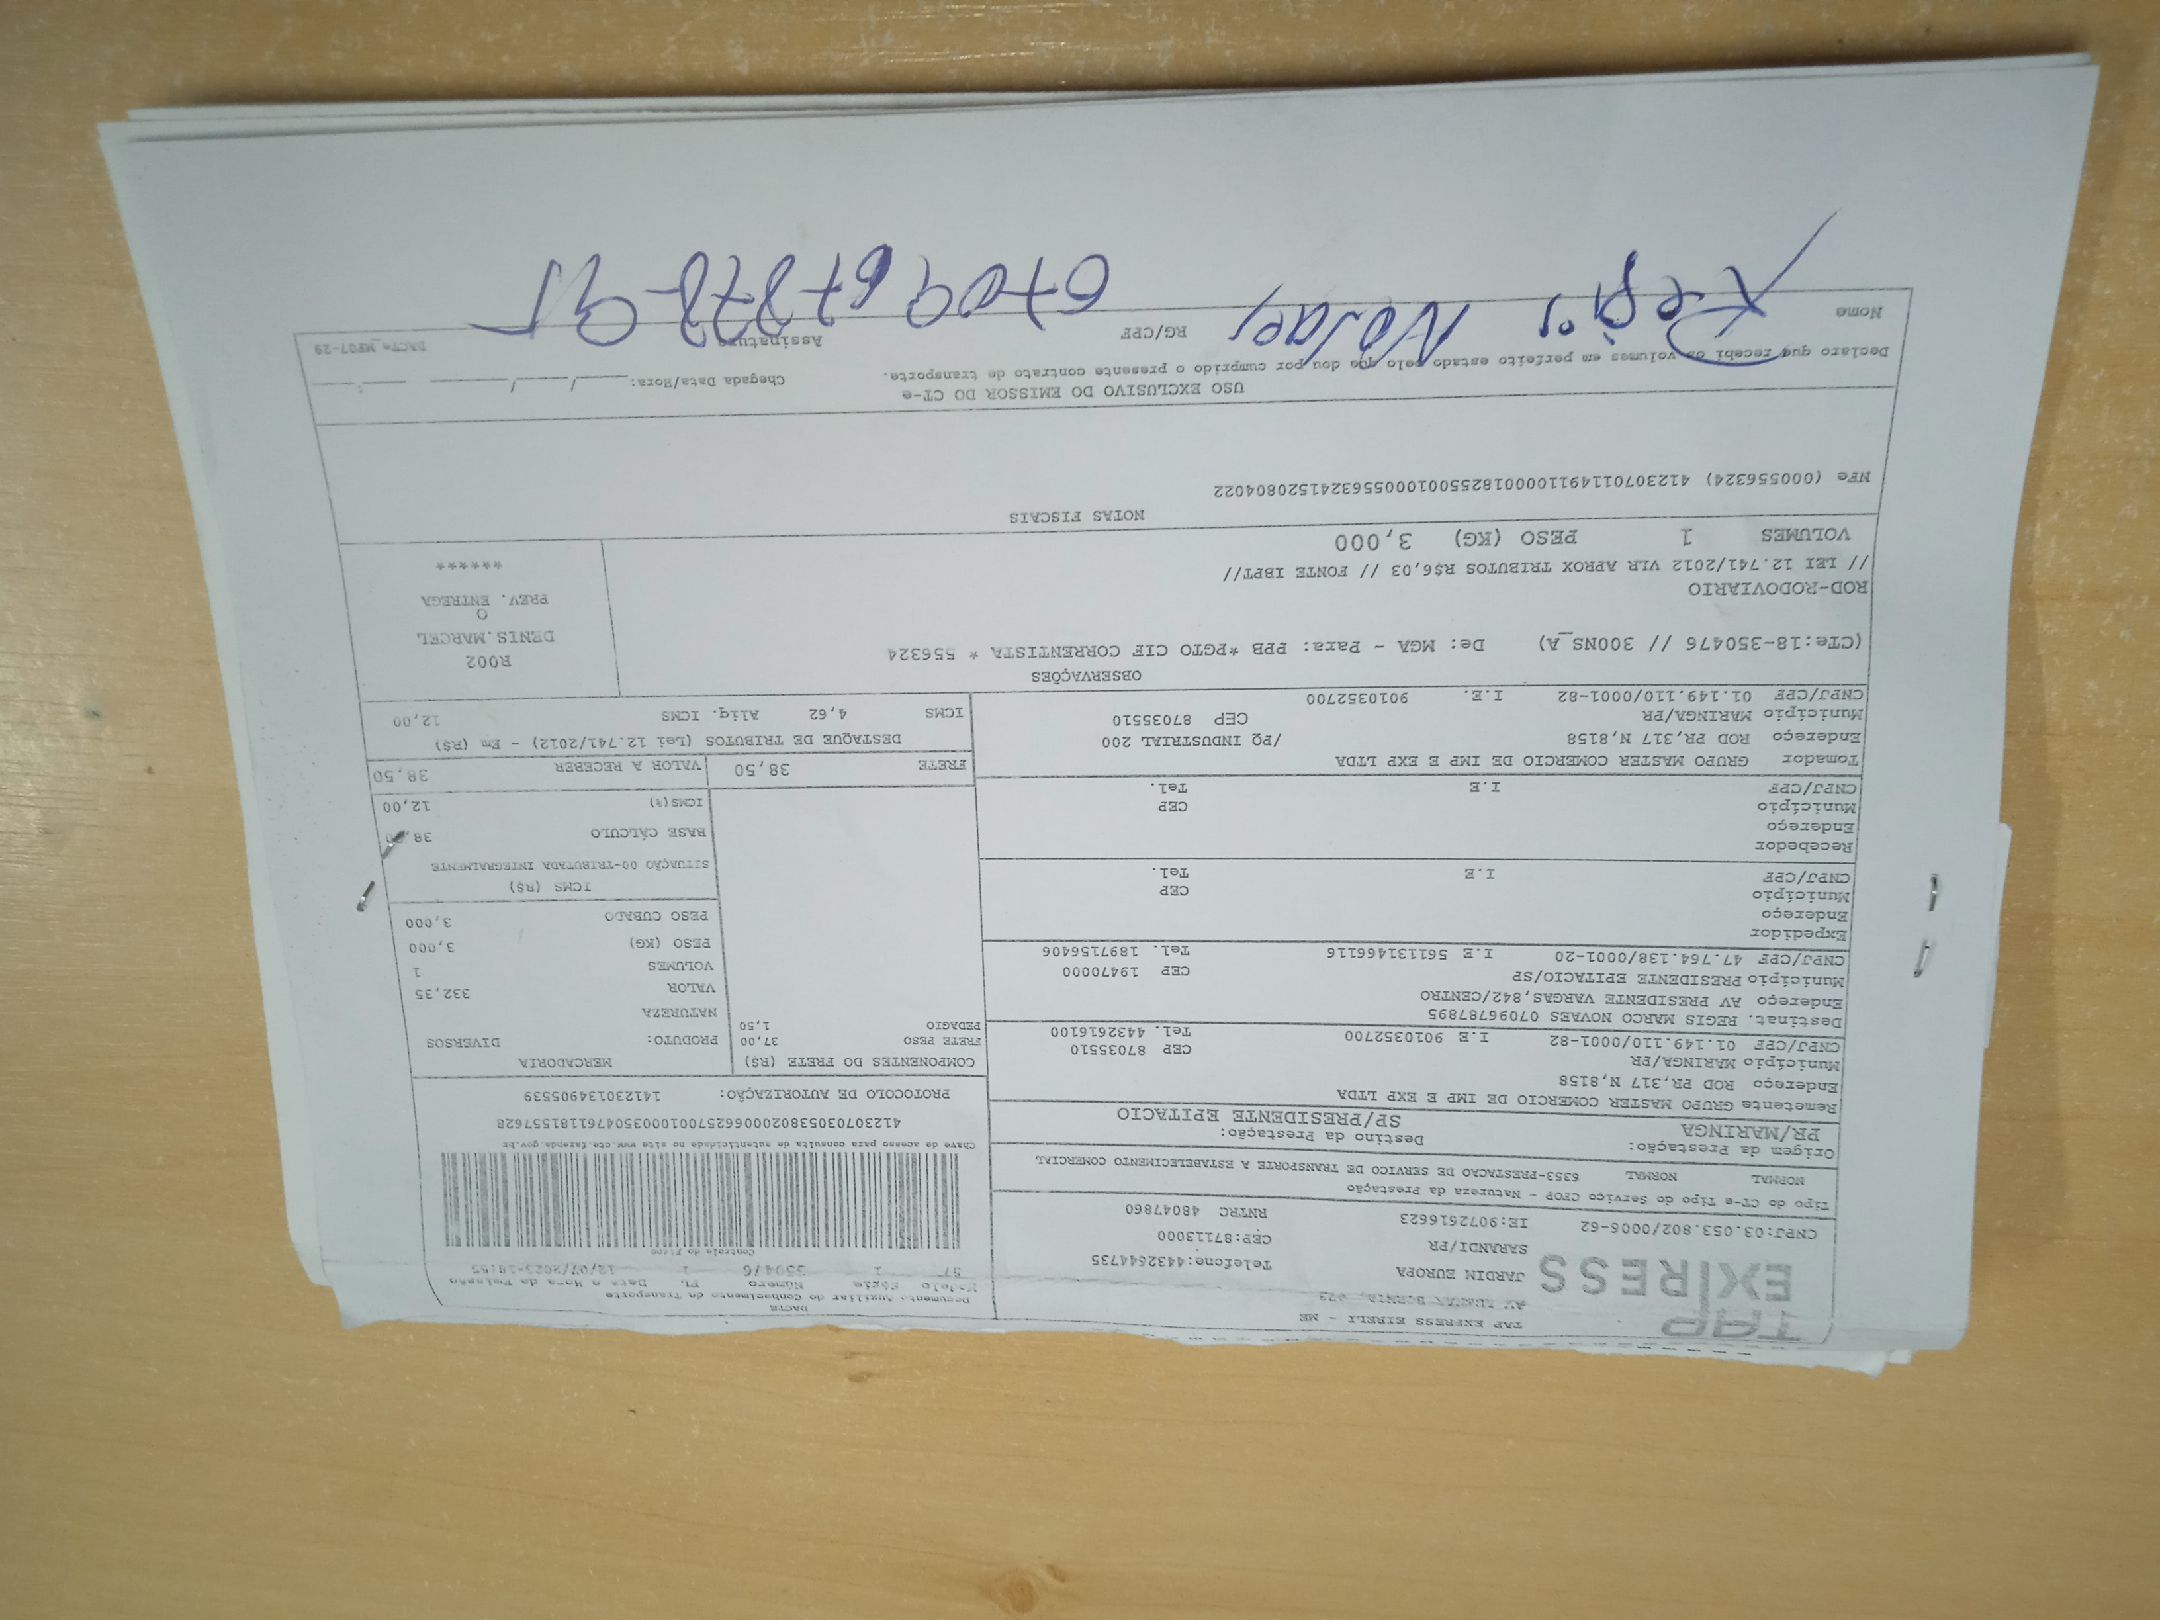 TAP EXPRESS
TAP EXPRESS EIRELI - ME
JARDIN EUROPA
SARANDI/PR
Telefone:4432644735
CEP:87113000
CNPJ:03.053.802/0006-62 IE:9072616623 RNTRC 48047860
DACTE
Documento Auxiliar do Conhecimento de Transporte
Modelo Série Número FL Data e Hora da Emissão
57 1 350476 1 12/07/2023-18:55
Controle do Fisco
Chave de acesso para consulta de autenticidade no site www.cte.fazenda.gov.br
PROTOCOLO DE AUTORIZAÇÃO: 141230134905539
Tipo do CT-e Tipo do Serviço CFOP - Natureza da Prestação
NORMAL NORMAL 6353-PRESTACAO DE SERVICO DE TRANSPORTE A ESTABELECIMENTO COMERCIAL
Origem da Prestação: Destino da Prestação:
PR/MARINGA SP/PRESIDENTE EPITACIO
Remetente GRUPO MASTER COMERCIO DE IMP E EXP LTDA
Endereço ROD PR,317 N,8158
Município MARINGA/PR CEP 87035510
CNPJ/CPF 01.149.110/0001-82 I.E 9010352700 Tel. 4432616100
Destinat. REGIS MARCO NOVAES 07096787895
Endereço AV PRESIDENTE VARGAS,842/CENTRO
Município PRESIDENTE EPITACIO/SP CEP 19470000
CNPJ/CPF 47.764.138/0001-20 I.E 561131466116 Tel. 1897156406
Expedidor
Endereço
Município CEP
CNPJ/CPF I.E Tel.
Recebedor
Endereço
Município CEP
CNPJ/CPF I.E Tel.
Tomador GRUPO MASTER COMERCIO DE IMP E EXP LTDA
Endereço ROD PR,317 N,8158 /PQ INDUSTRIAL 200
Município MARINGA/PR CEP 87035510
CNPJ/CPF 01.149.110/0001-82 I.E. 9010352700
COMPONENTES DO FRETE (R$)
FRETE PESO 37,00
PEDAGIO 1,50
MERCADORIA
PRODUTO: DIVERSOS
NATUREZA
VALOR 332,35
VOLUMES 1
PESO (KG) 3,000
PESO CUBADO 3,000
ICMS (R$)
SITUAÇÃO 00-TRIBUTADA INTEGRALMENTE
BASE CÁLCULO
ICMS(%) 12,00
FRETE 38,50 VALOR A RECEBER 38,50
DESTAQUE DE TRIBUTOS (Lei 12.741/2012) - Em (R$)
ICMS 4,62 Aliq. ICMS 12,00
OBSERVAÇÕES
(CTe:18-350476 // 300NS_A) De: MGA - Para: PPB *PGTO CIF CORRENTISTA * 556324
ROD-RODOVIARIO
// LEI 12.741/2012 VLR APROX TRIBUTOS R$6,03 // FONTE IBPT//
VOLUMES 1 PESO (KG) 3,000
R002
DENIS.MARCEL
O
PREV. ENTREGA
******
NOTAS FISCAIS
NFe (000556324) 41230701149110000182550010005563241520804022
USO EXCLUSIVO DO EMISSOR DO CT-e
Declaro que recebi os volumes em perfeito estado pelo que dou por cumprido o presente contrato de transporte.
Chegada Data/Hora: ____/____/____ ____:____
Nome RG/CPF Assinatura DACTe_MF07-29
Regis Novaes